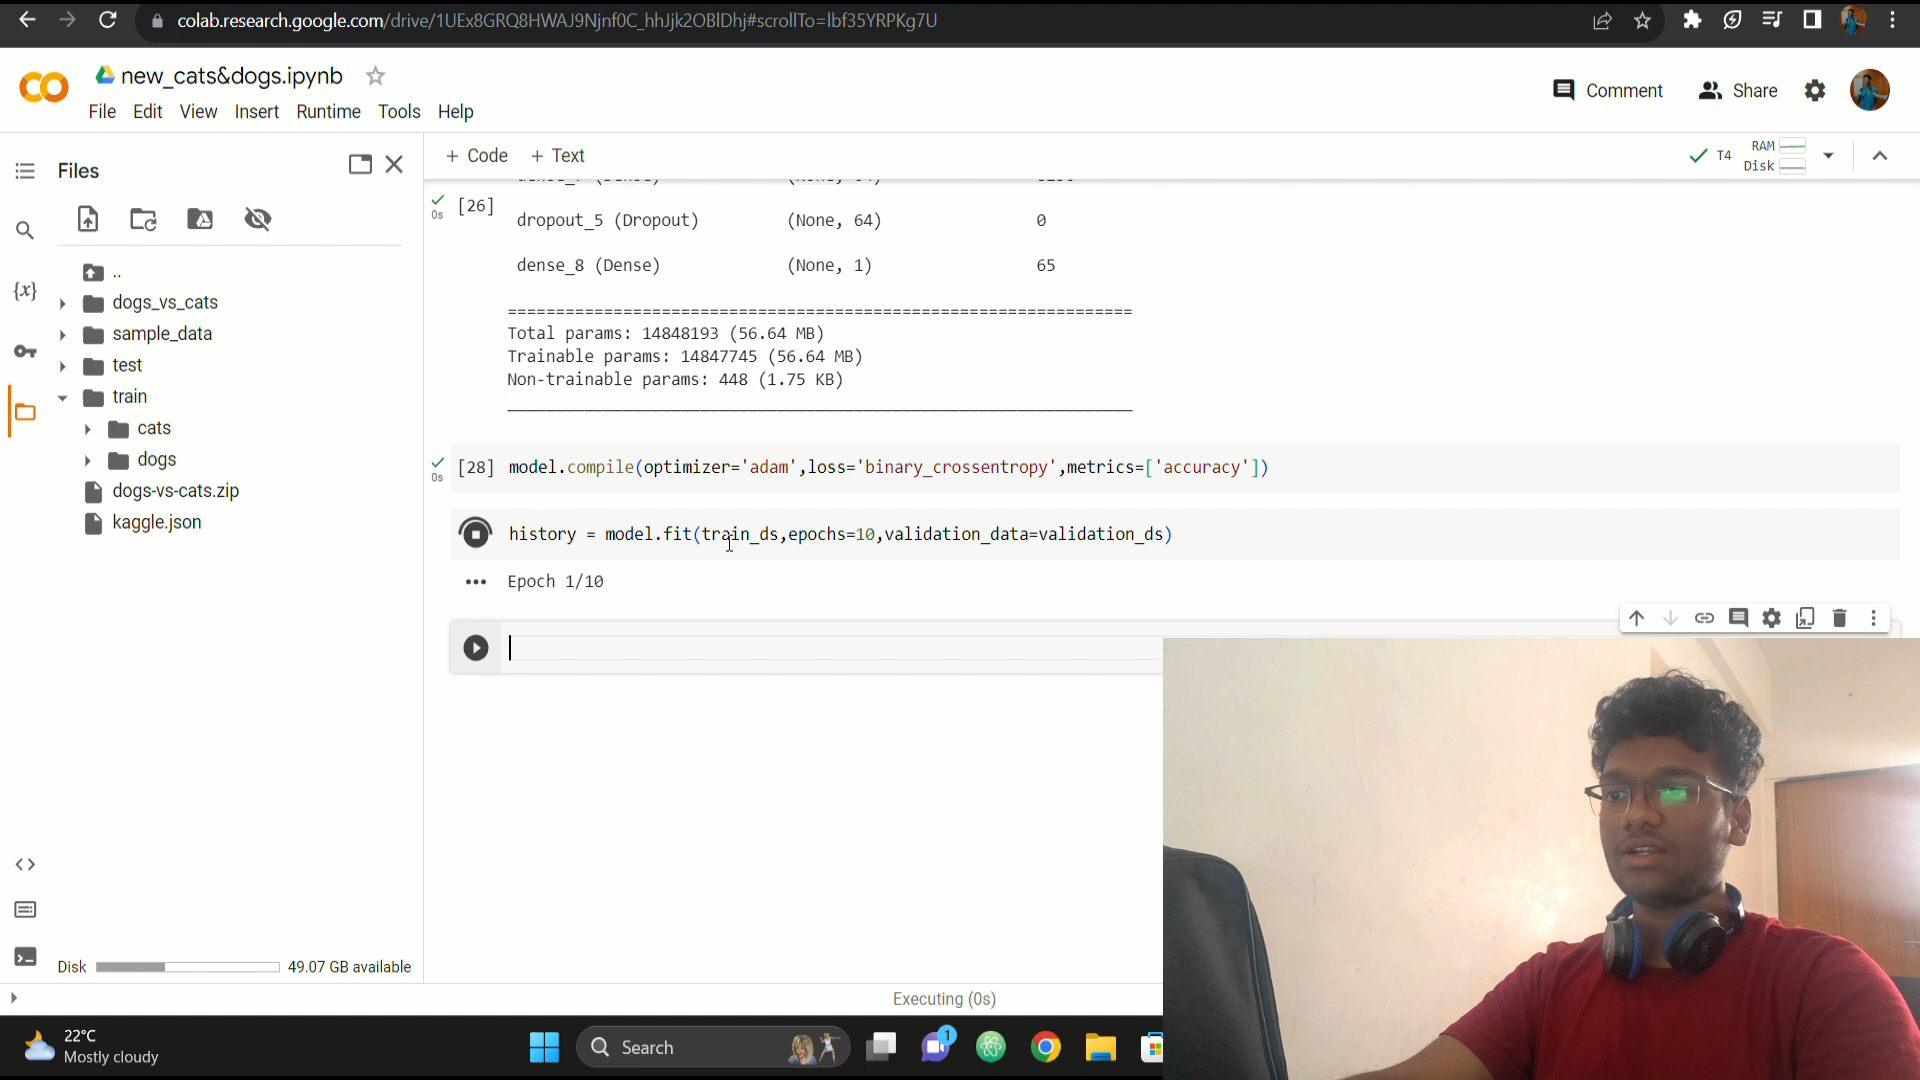 colab.research.google.com/drive/1UEx8GRQ8HWAJ9Njnf0C_hhJjk2OBlDhj#scrollTo=lbf35YRPKg7U
new_cats&dogs.ipynb
File Edit View Insert Runtime Tools Help
Comment
Share
Files
+ Code + Text
T4
RAM
Disk
..
dogs_vs_cats
sample_data
test
train
cats
dogs
dogs-vs-cats.zip
kaggle.json
Disk
49.07 GB available
0s
[26]
dropout_5 (Dropout) (None, 64) 0
dense_8 (Dense) (None, 1) 65
=================================================================
Total params: 14848193 (56.64 MB)
Trainable params: 14847745 (56.64 MB)
Non-trainable params: 448 (1.75 KB)
_________________________________________________________________
0s
[28] model.compile(optimizer='adam',loss='binary_crossentropy',metrics=['accuracy'])
history = model.fit(train_ds,epochs=10,validation_data=validation_ds)
Epoch 1/10
Executing (0s)
22°C
Mostly cloudy
Search
1